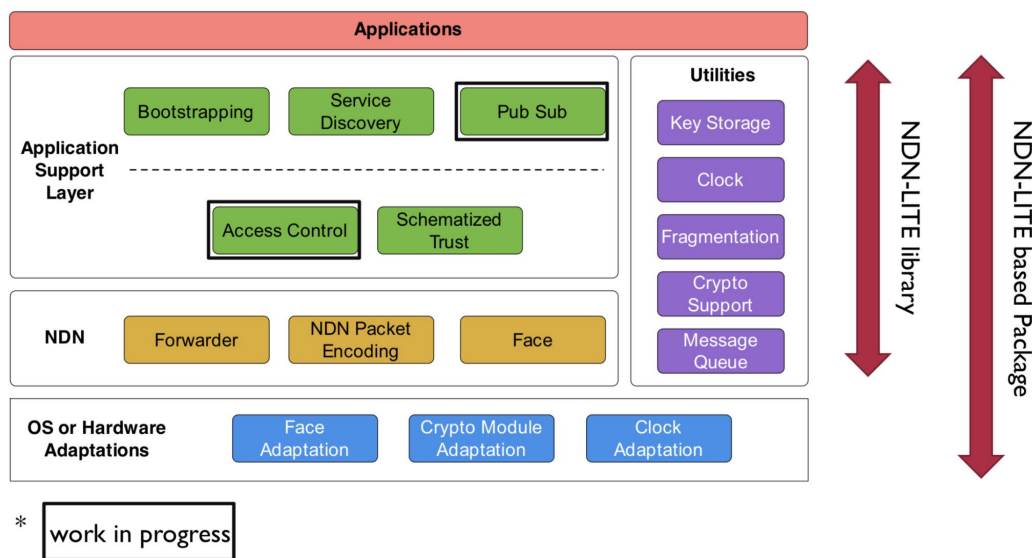 Applications
Bootstrapping
Service
Discovery
Pub Sub
Application
Support
Layer
Access Control
Schematized
Trust
NDN
Forwarder
NDN Packet
Encoding
Face
Utilities
Key Storage
Clock
Fragmentation
Crypto
Support
Message
Queue
OS or Hardware
Adaptations
Face
Adaptation
Crypto Module
Adaptation
Clock
Adaptation
NDN-LITE library
NDN-LITE based Package
* work in progress